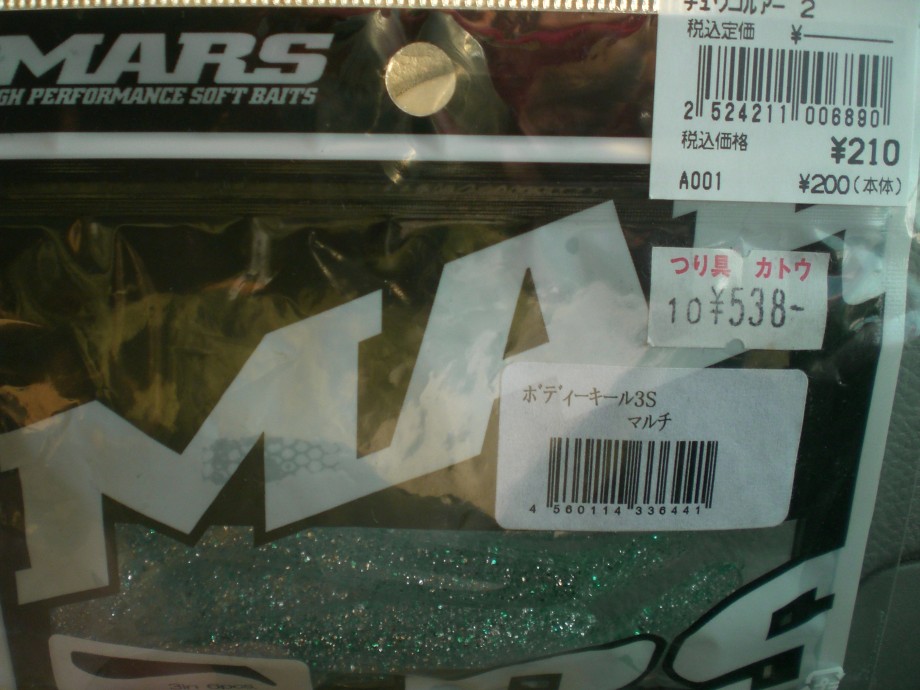 MARS
GH PERFORMANCE SOFT BAITS
チュウコルアー 2
税込定価 ¥
2 524211 006890
税込価格
¥210
A001 ¥200(本体)
つり具 カトウ
10¥538-
ボディーキール3S
マルチ
4 560114 336441
MA